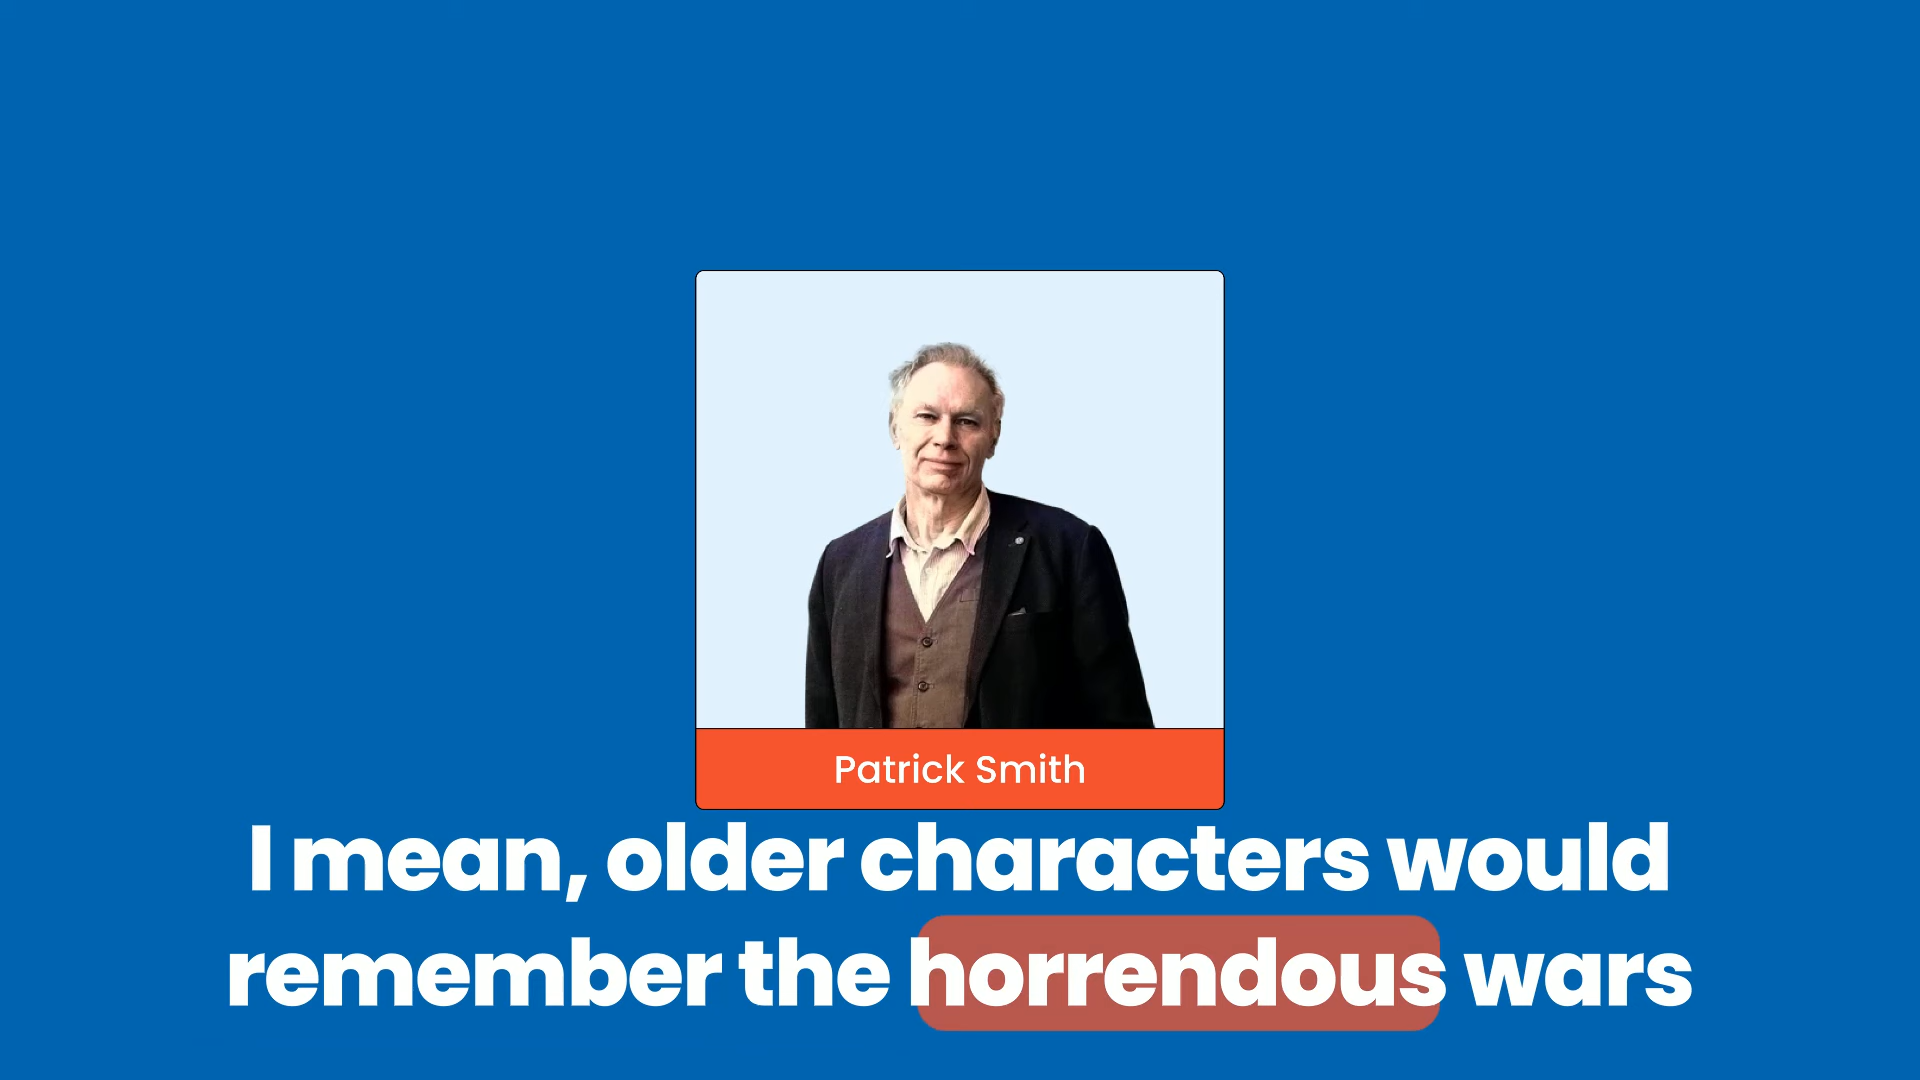 Patrick Smith
I mean, older characters would
remember the horrendous wars